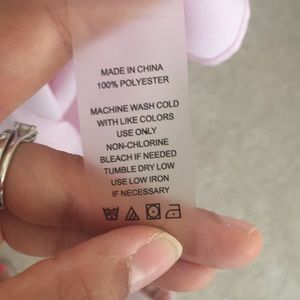 MADE IN CHINA
100% POLYESTER
MACHINE WASH COLD
WITH LIKE COLORS
USE ONLY
NON-CHLORINE
BLEACH IF NEEDED
TUMBLE DRY LOW
USE LOW IRON
IF NECESSARY